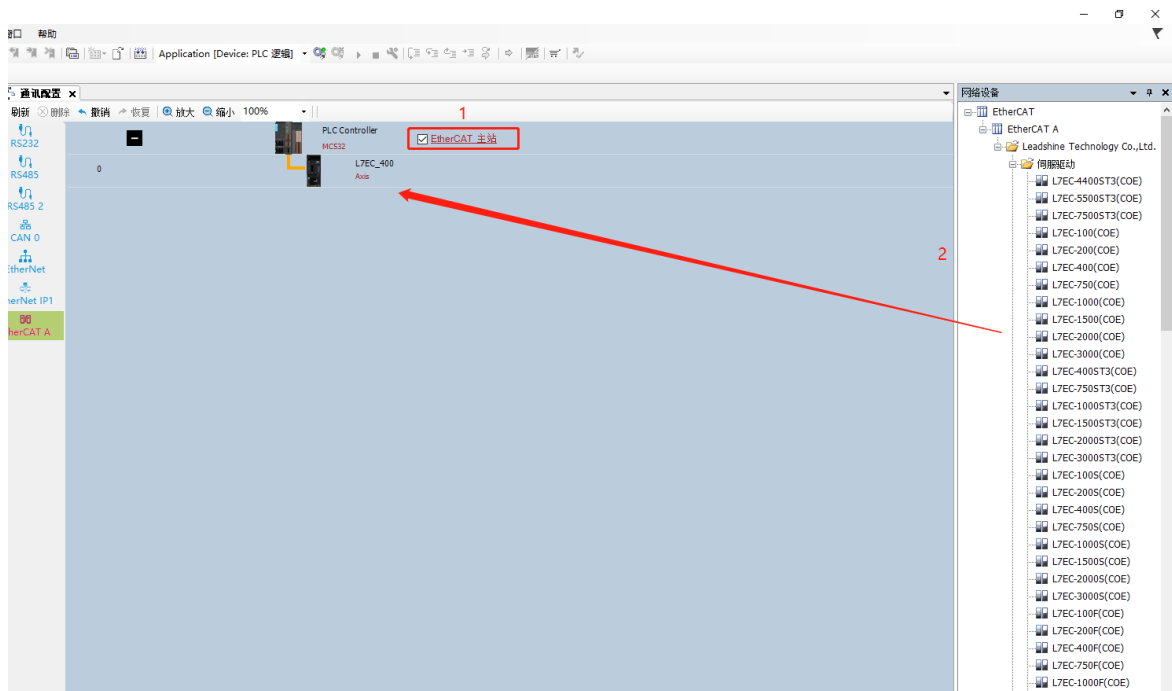 帮助
Application [Device: PLC 逻辑]
通讯配置
刷新 删除 撤销 恢复 放大 缩小 100%
RS232
RS485
RS485 2
CAN 0
EtherNet
herCAT A
1
PLC Controller
MC532
EtherCAT 主站
0
L7EC_400
Axis
2
网络设备
EtherCAT
EtherCAT A
Leadshine Technology Co.,Ltd.
伺服驱动
L7EC-4400ST3(COE)
L7EC-5500ST3(COE)
L7EC-7500ST3(COE)
L7EC-100(COE)
L7EC-200(COE)
L7EC-400(COE)
L7EC-750(COE)
L7EC-1000(COE)
L7EC-1500(COE)
L7EC-2000(COE)
L7EC-3000(COE)
L7EC-400ST3(COE)
L7EC-750ST3(COE)
L7EC-1000ST3(COE)
L7EC-1500ST3(COE)
L7EC-2000ST3(COE)
L7EC-3000ST3(COE)
L7EC-100S(COE)
L7EC-200S(COE)
L7EC-400S(COE)
L7EC-750S(COE)
L7EC-1000S(COE)
L7EC-1500S(COE)
L7EC-2000S(COE)
L7EC-3000S(COE)
L7EC-100F(COE)
L7EC-200F(COE)
L7EC-400F(COE)
L7EC-750F(COE)
L7EC-1000F(COE)